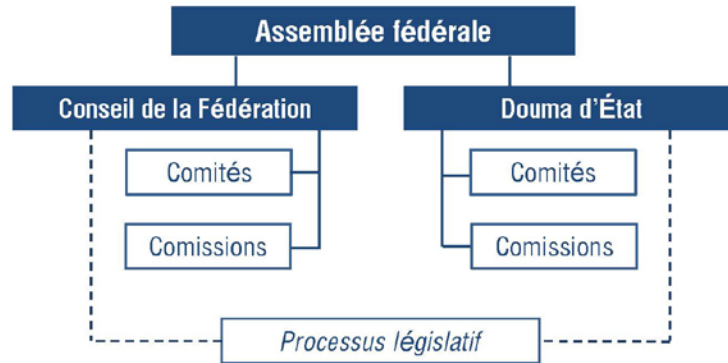 Assemblée fédérale
Conseil de la Fédération
Douma d'État
Comités
Comités
Comissions
Comissions
Processus législatif